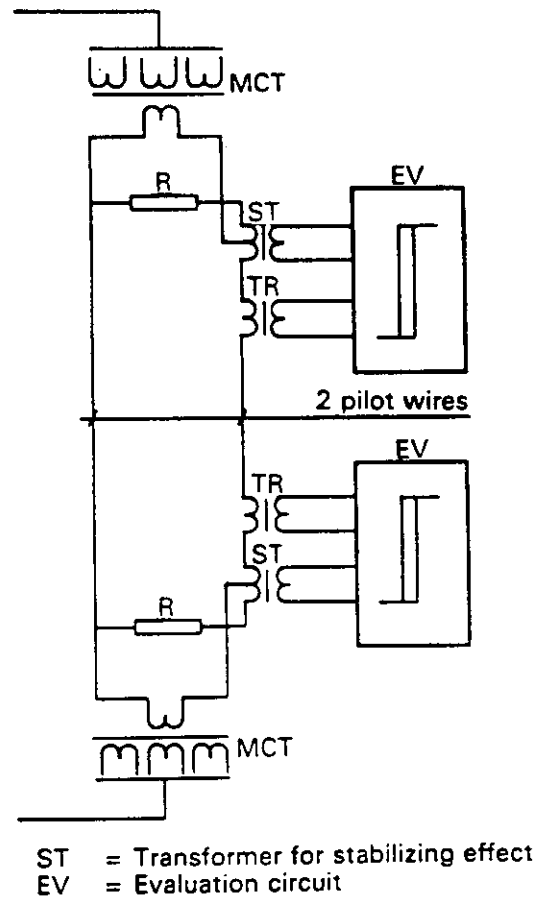 MCT
R
EV
ST
TR
2 pilot wires
EV
TR
ST
R
MCT
ST = Transformer for stabilizing effect
EV = Evaluation circuit